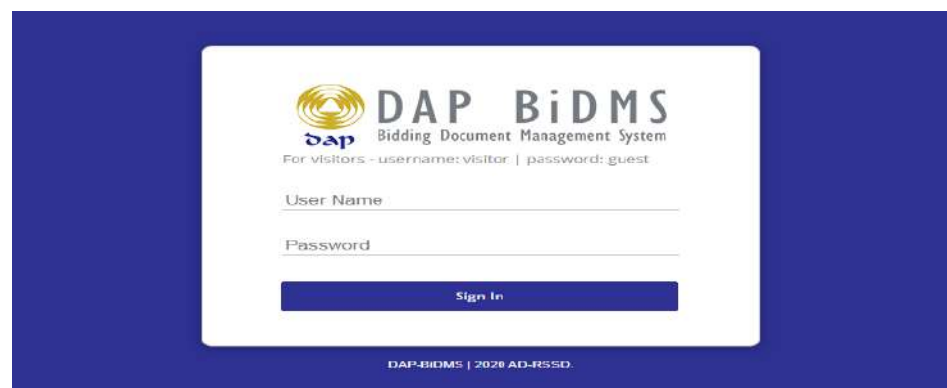 DAP BiDMS
dap
Bidding Document Management System
For visitors - username: visitor | password: guest
User Name
Password
Sign In
DAP-BiDMS | 2020 AD-RSSD.